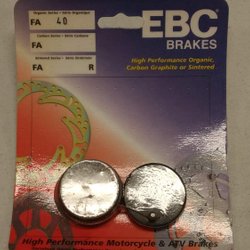 Organic Series • Série Organique
FA 40
Carbon Series • Série Carbone
FA
Sintered Series • Série Frittée
FA R
EBC
BRAKES
High Performance Organic,
Carbon Graphite or Sintered
High Performance Motorcycle & ATV Brakes